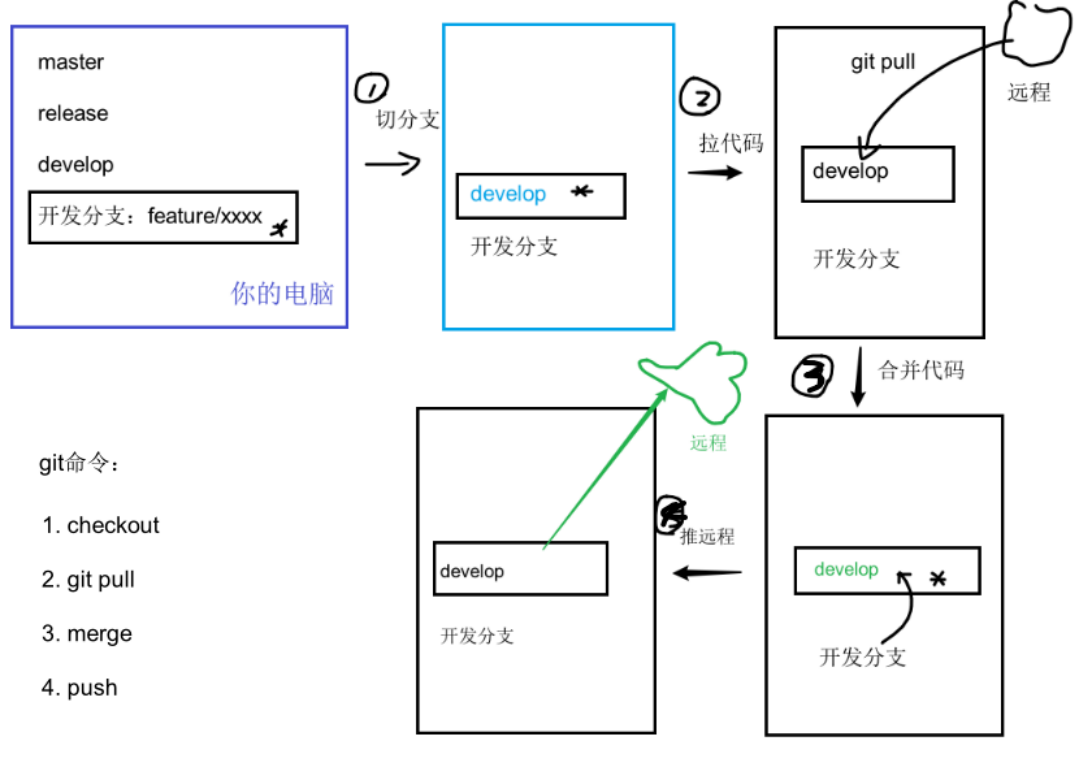 master
release
develop
开发分支：feature/xxxx *
你的电脑
①
切分支
develop *
开发分支
②
拉代码
git pull
远程
develop
开发分支
③
合并代码
develop *
开发分支
④
推远程
远程
develop
开发分支
git命令：
1. checkout
2. git pull
3. merge
4. push